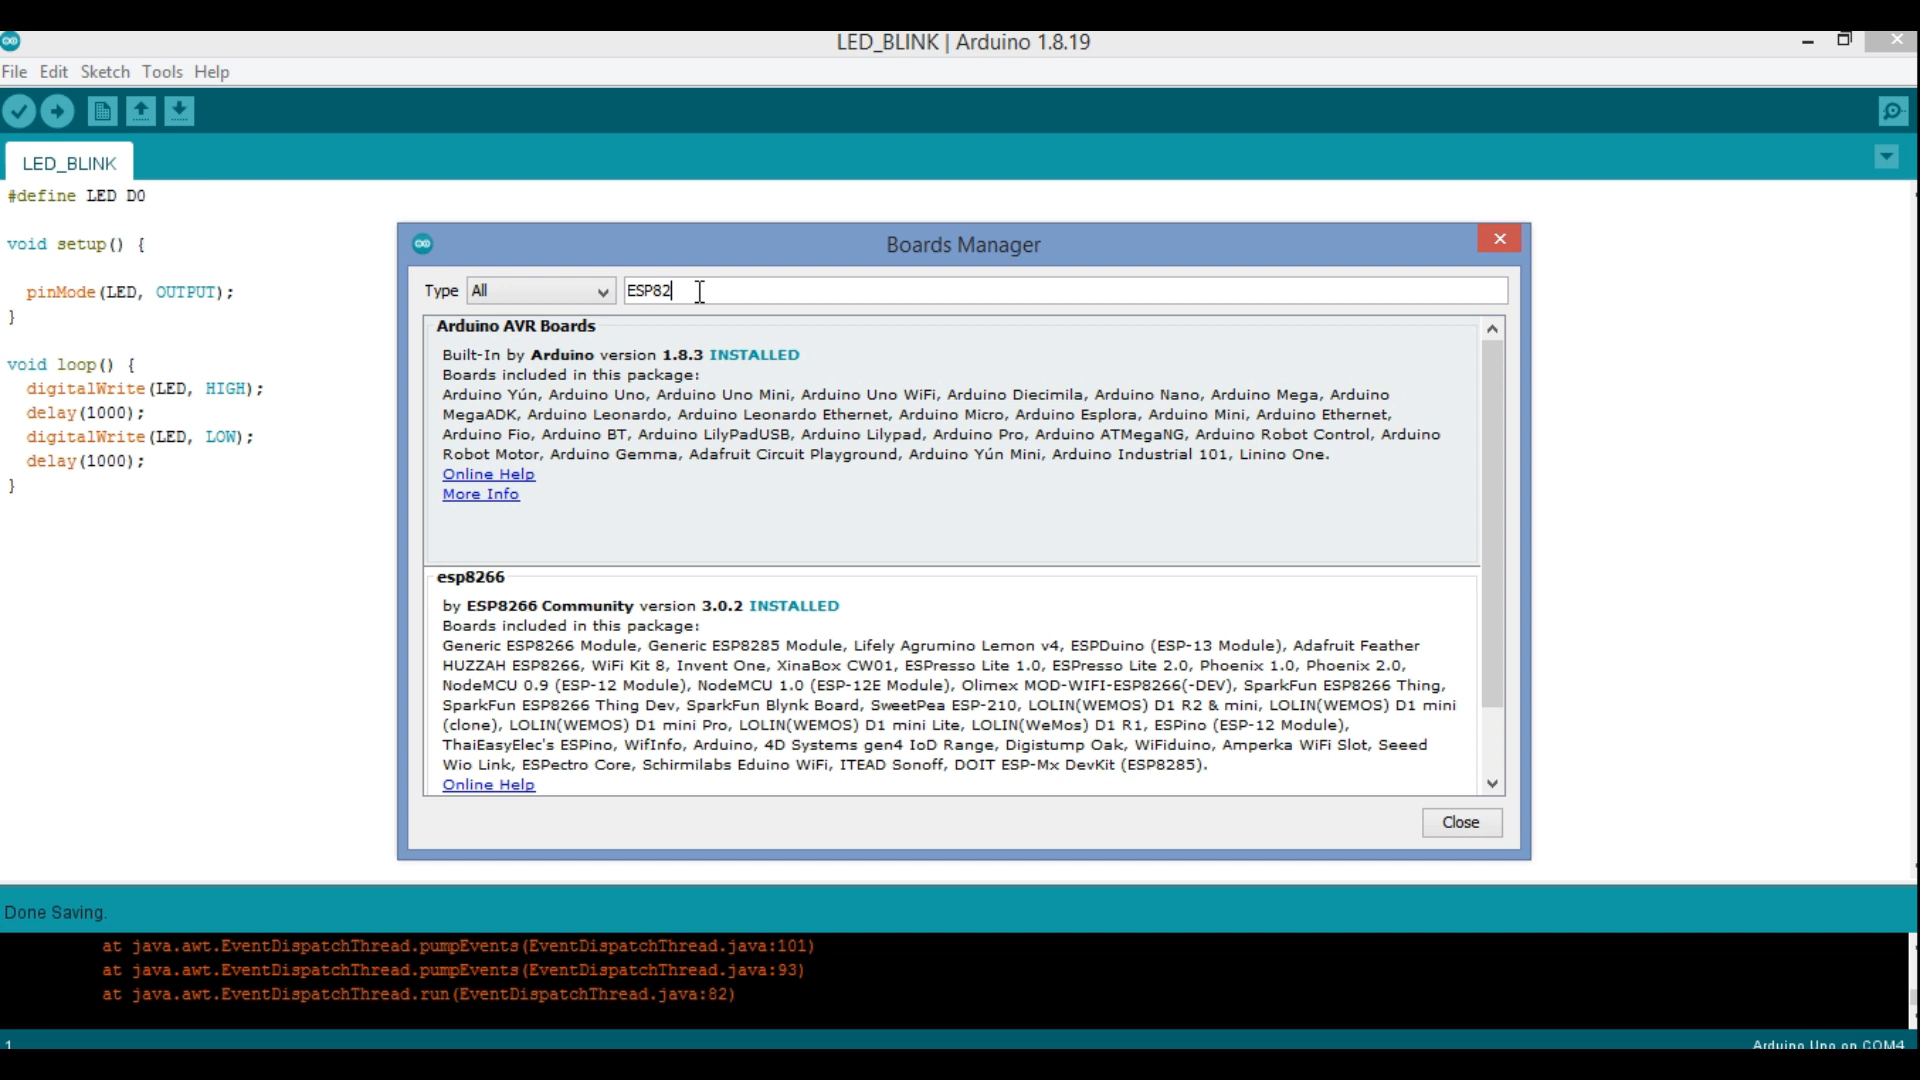 LED_BLINK | Arduino 1.8.19
File Edit Sketch Tools Help
LED_BLINK
#define LED D0
void setup() {
pinMode(LED, OUTPUT);
}
void loop() {
digitalWrite(LED, HIGH);
delay(1000);
digitalWrite(LED, LOW);
delay(1000);
}
Boards Manager
Type All ESP82
Arduino AVR Boards
Built-In by Arduino version 1.8.3 INSTALLED
Boards included in this package:
Arduino Yún, Arduino Uno, Arduino Uno Mini, Arduino Uno WiFi, Arduino Diecimila, Arduino Nano, Arduino Mega, Arduino
MegaADK, Arduino Leonardo, Arduino Leonardo Ethernet, Arduino Micro, Arduino Esplora, Arduino Mini, Arduino Ethernet,
Arduino Fio, Arduino BT, Arduino LilyPadUSB, Arduino Lilypad, Arduino Pro, Arduino ATMegaNG, Arduino Robot Control, Arduino
Robot Motor, Arduino Gemma, Adafruit Circuit Playground, Arduino Yún Mini, Arduino Industrial 101, Linino One.
Online Help
More Info
esp8266
by ESP8266 Community version 3.0.2 INSTALLED
Boards included in this package:
Generic ESP8266 Module, Generic ESP8285 Module, Lifely Agrumino Lemon v4, ESPDuino (ESP-13 Module), Adafruit Feather
HUZZAH ESP8266, WiFi Kit 8, Invent One, XinaBox CW01, ESPresso Lite 1.0, ESPresso Lite 2.0, Phoenix 1.0, Phoenix 2.0,
NodeMCU 0.9 (ESP-12 Module), NodeMCU 1.0 (ESP-12E Module), Olimex MOD-WIFI-ESP8266(-DEV), SparkFun ESP8266 Thing,
SparkFun ESP8266 Thing Dev, SparkFun Blynk Board, SweetPea ESP-210, LOLIN(WEMOS) D1 R2 & mini, LOLIN(WEMOS) D1 mini
(clone), LOLIN(WEMOS) D1 mini Pro, LOLIN(WEMOS) D1 mini Lite, LOLIN(WeMos) D1 R1, ESPino (ESP-12 Module),
ThaiEasyElec's ESPino, WifInfo, Arduino, 4D Systems gen4 IoD Range, Digistump Oak, WiFiduino, Amperka WiFi Slot, Seeed
Wio Link, ESPectro Core, Schirmilabs Eduino WiFi, ITEAD Sonoff, DOIT ESP-Mx DevKit (ESP8285).
Online Help
Close
Done Saving.
at java.awt.EventDispatchThread.pumpEvents(EventDispatchThread.java:101)
at java.awt.EventDispatchThread.pumpEvents(EventDispatchThread.java:93)
at java.awt.EventDispatchThread.run(EventDispatchThread.java:82)
1
Arduino Uno on COM4